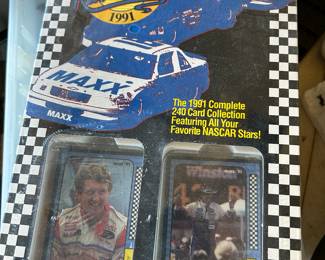 1991
MAXX
MAXX
The 1991 Complete
240 Card Collection
Featuring All Your
Favorite NASCAR Stars!
Winston